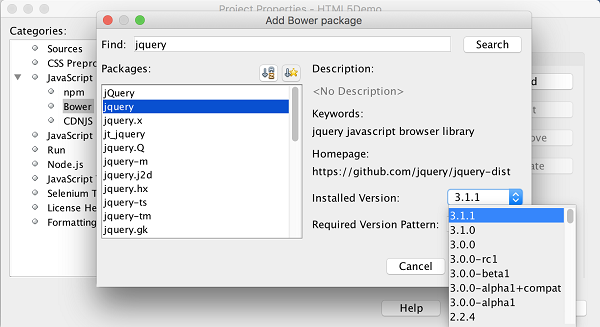 Project Properties - HTML5Demo
Add Bower package
Categories:
Sources
CSS Prepro
JavaScript
npm
Bower
CDNJS
JavaScript
Run
Node.js
JavaScript
Selenium T
License He
Formatting
Find: jquery
Search
Packages:
jQuery
jquery
jquery.x
jt_jquery
jquery.Q
jquery-m
jquery.j2d
jquery.hx
jquery-ts
jquery-tm
jquery.gk
Description:
<No Description>
Keywords:
jquery javascript browser library
Homepage:
https://github.com/jquery/jquery-dist
Installed Version: 3.1.1
Required Version Pattern:
3.1.1
3.1.0
3.0.0
3.0.0-rc1
3.0.0-beta1
3.0.0-alpha1+compat
3.0.0-alpha1
2.2.4
Cancel
Help